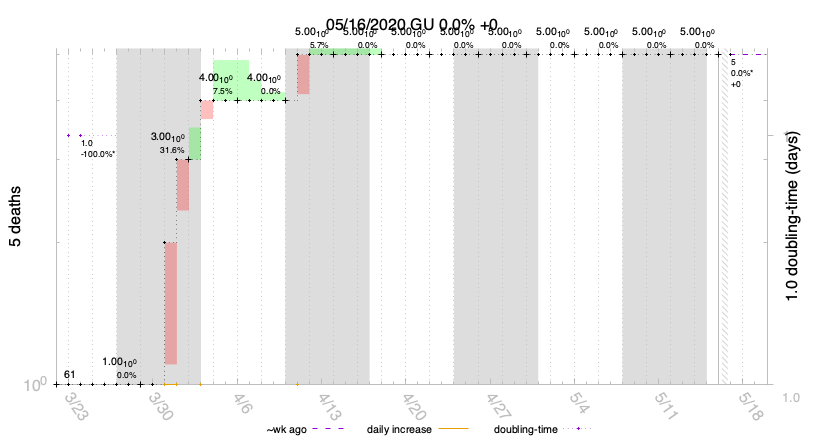 05/16/2020 GU 0.0% +0
5.0010⁰ 5.0010⁰ 5.0010⁰ 5.0010⁰ 5.0010⁰ 5.0010⁰ 5.0010⁰ 5.0010⁰ 5.0010⁰
5.7% 0.0% 0.0% 0.0% 0.0% 0.0% 0.0% 0.0% 0.0%
5
0.0%*
+0
4.0010⁰ 4.0010⁰
7.5% 0.0%
3.0010⁰
31.6%
1.0
-100.0%*
1.0010⁰
0.0%
61
5 deaths
1.0 doubling-time (days)
10⁰
1.0
3/23 3/30 4/6 4/13 4/20 4/27 5/4 5/11 5/18
~wk ago daily increase doubling-time